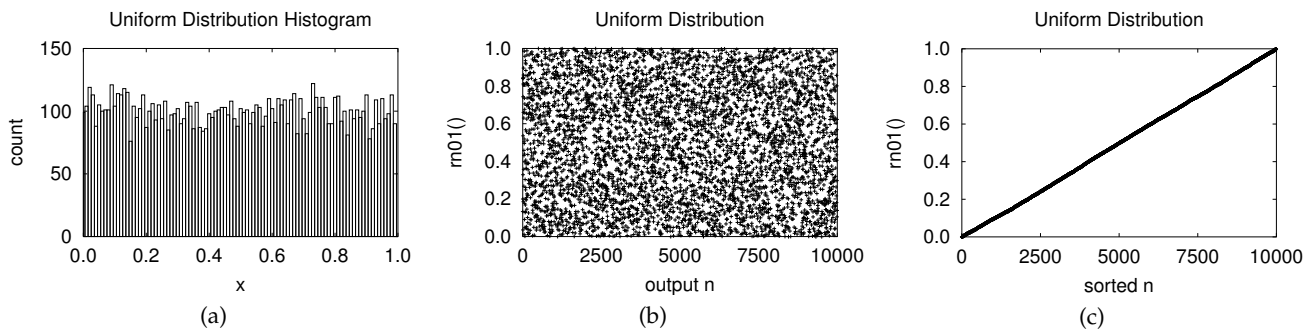 Uniform Distribution Histogram
150
100
50
0
count
0.0 0.2 0.4 0.6 0.8 1.0
x
(a)
Uniform Distribution
1.0
0.8
0.6
0.4
0.2
0.0
rn01()
0 2500 5000 7500 10000
output n
(b)
Uniform Distribution
1.0
0.8
0.6
0.4
0.2
0.0
rn01()
0 2500 5000 7500 10000
sorted n
(c)